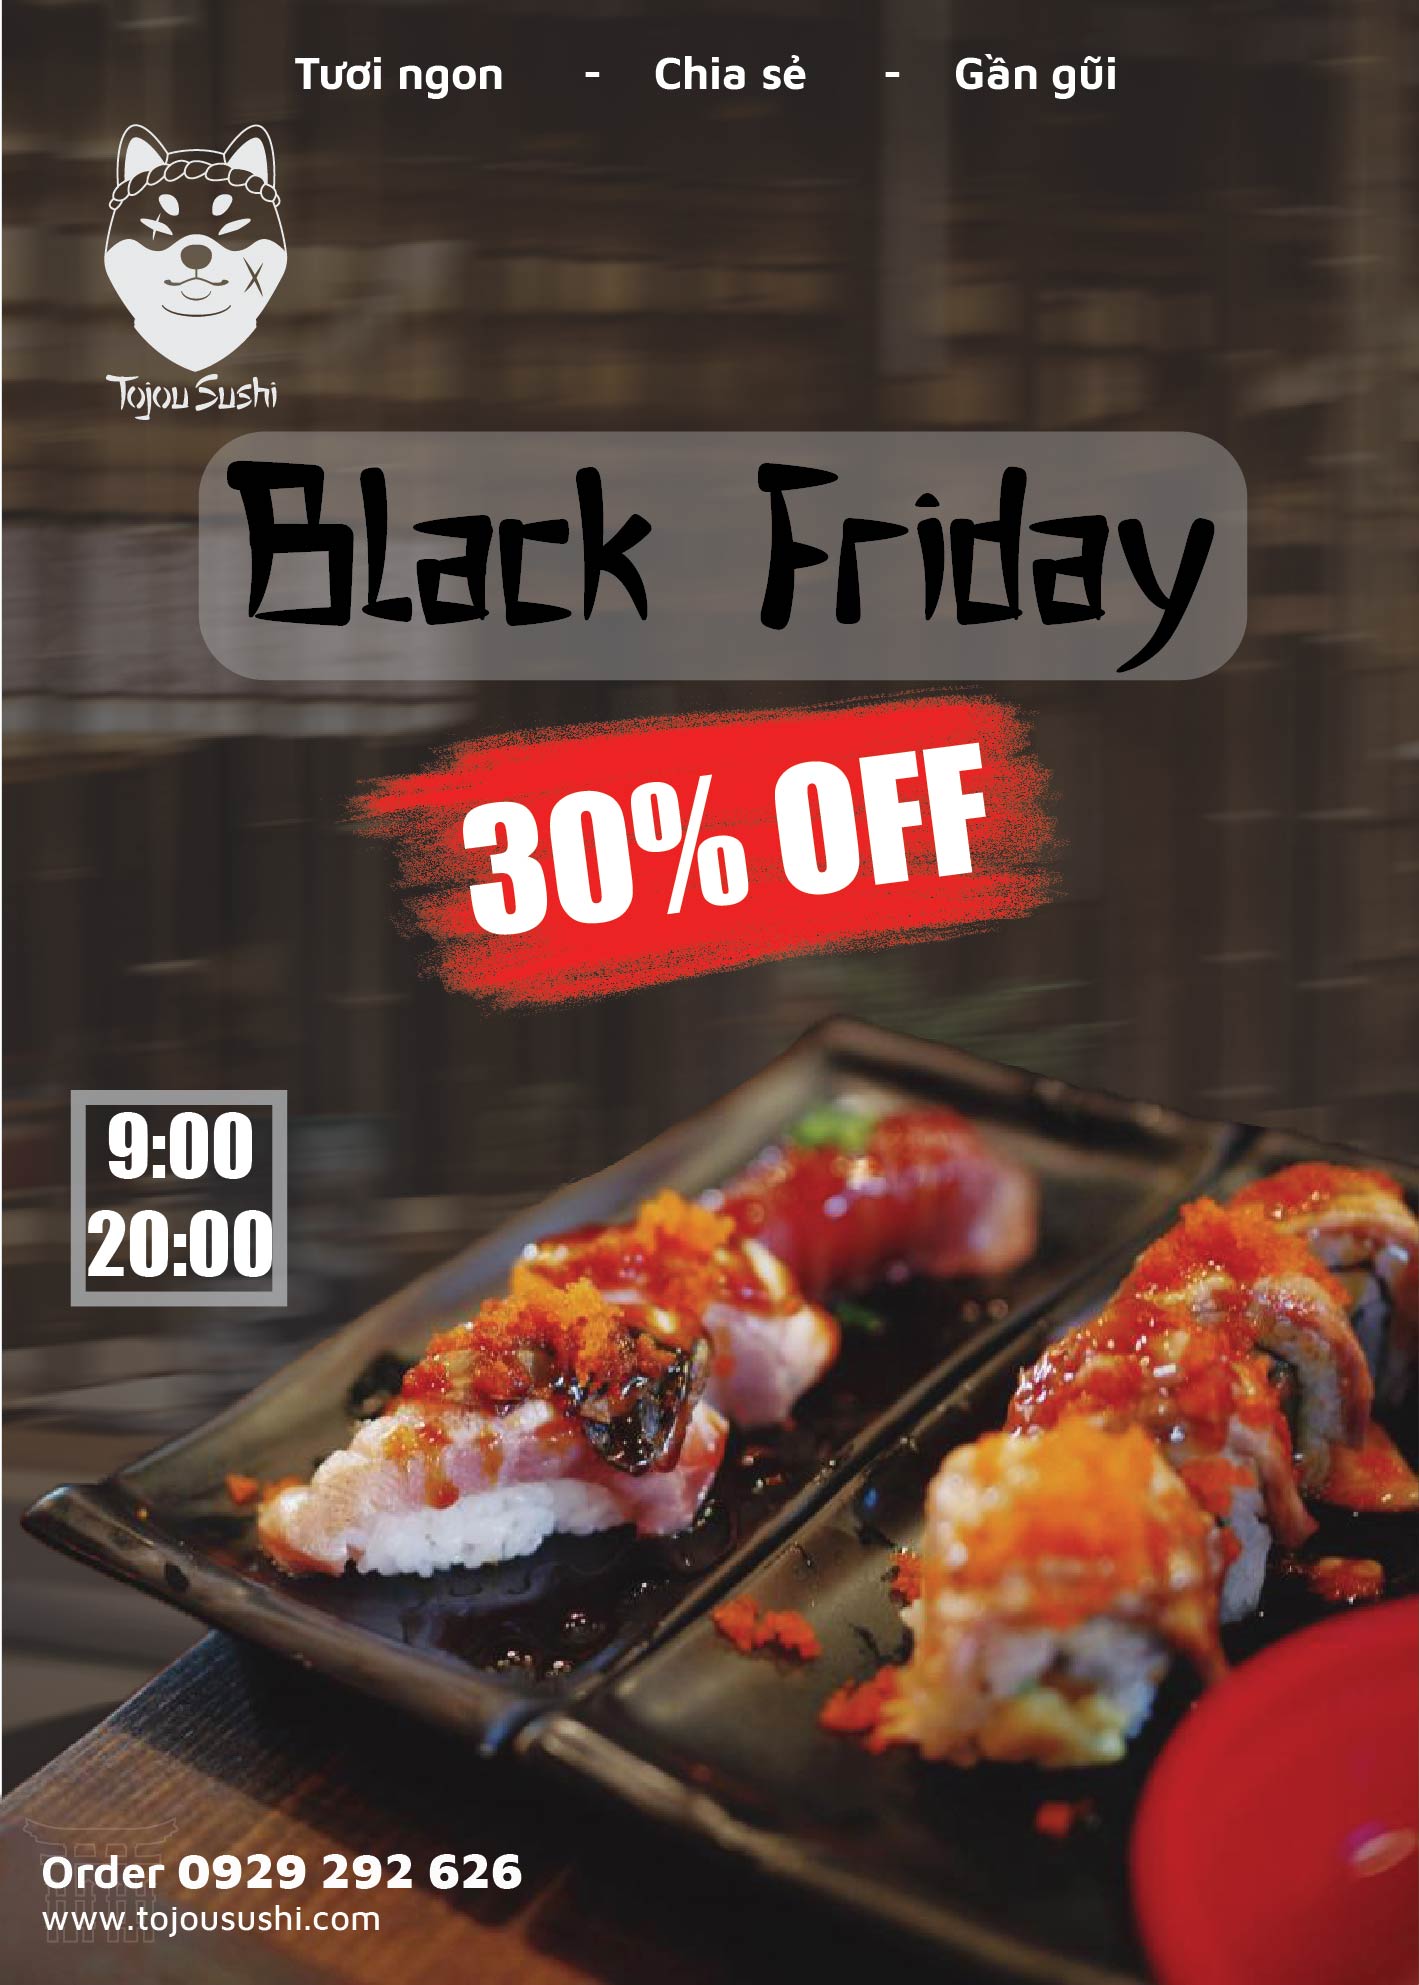 Tươi ngon - Chia sẻ - Gần gũi
Tojou Sushi
Black Friday
30% OFF
9:00
20:00
Order 0929 292 626
www.tojousushi.com